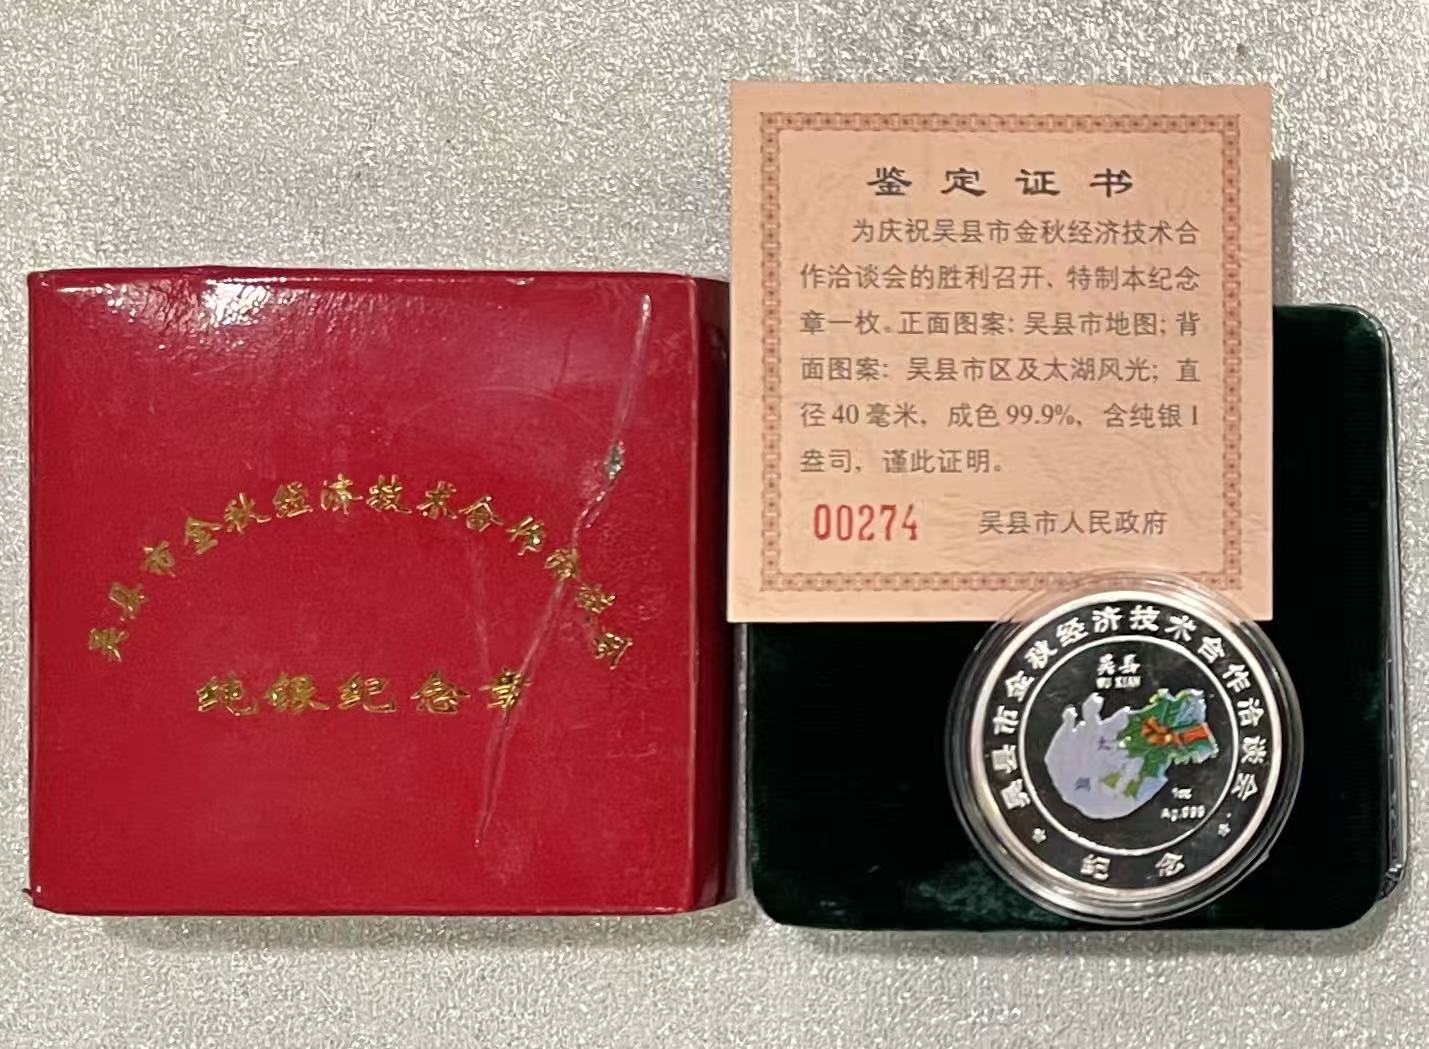 吴县市金秋经济技术合作洽谈会
纯银纪念章
鉴定证书
为庆祝吴县市金秋经济技术合
作洽谈会的胜利召开、特制本纪念
章一枚。正面图案：吴县市地图；背
面图案：吴县市区及太湖风光；直
径40毫米，成色99.9%，含纯银1
盎司，谨此证明。
00274 吴县市人民政府
吴县市金秋经济技术合作洽谈会
吴县
WU XIAN
太
湖
1oz
Ag.999
纪念